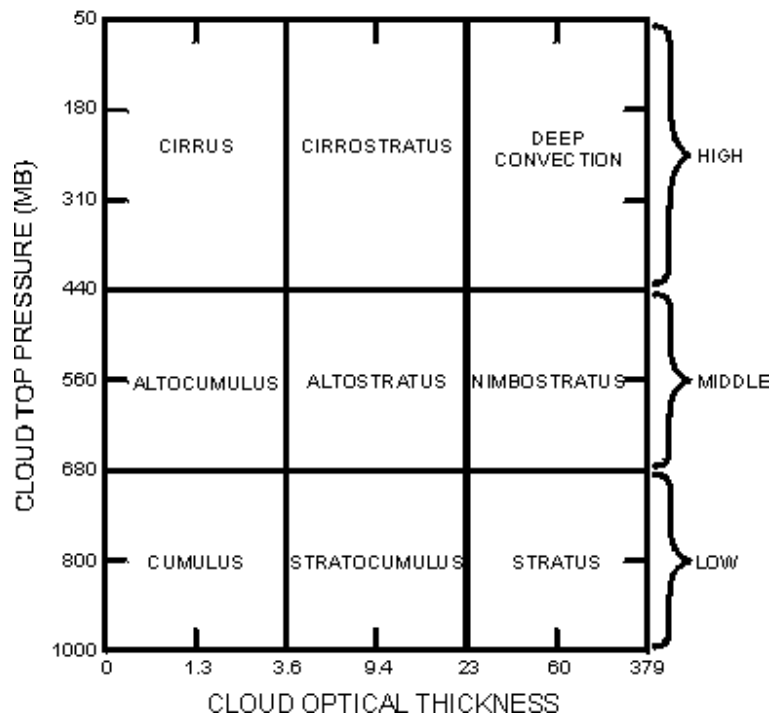 50
180
CIRRUS
CIRROSTRATUS
DEEP
CONVECTION
HIGH
310
440
560
ALTOCUMULUS
ALTOSTRATUS
NIMBOSTRATUS
MIDDLE
680
800
CUMULUS
STRATOCUMULUS
STRATUS
LOW
1000
0 1.3 3.6 9.4 23 60 379
CLOUD TOP PRESSURE (MB)
CLOUD OPTICAL THICKNESS